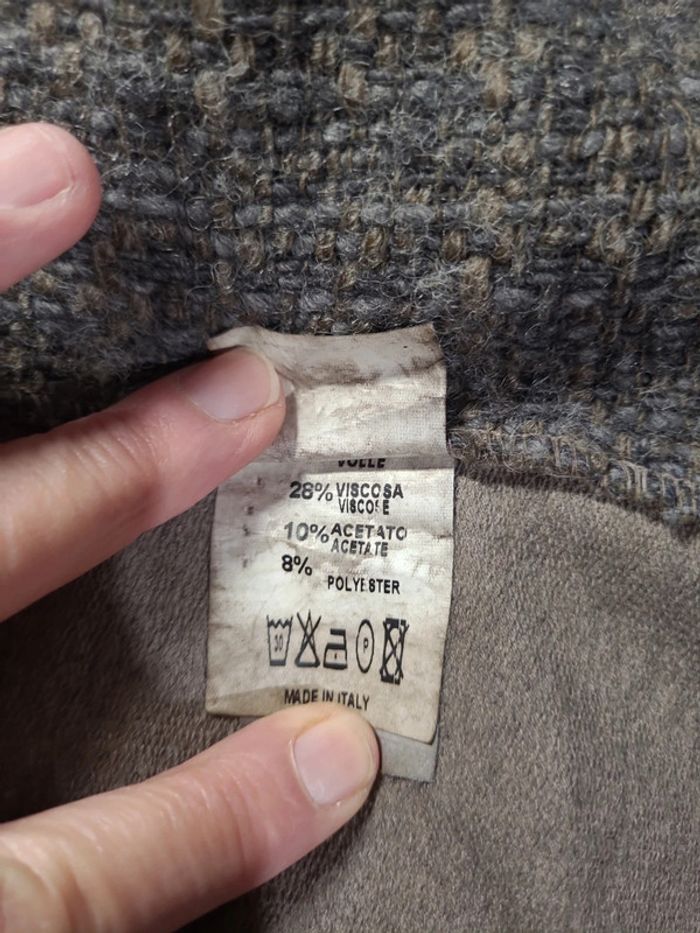 28% VISCOSA
VISCOSE
10% ACETATO
ACETATE
8%
POLYESTER
30
P
MADE IN ITALY